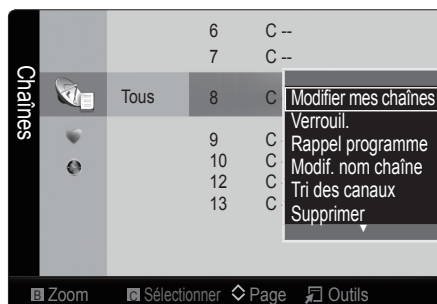 Chaînes
6 C --
7 C --
Tous 8 C
9 C
10 C
12 C
13 C
Modifier mes chaînes
Verrouil.
Rappel programme
Modif. nom chaîne
Tri des canaux
Supprimer
B Zoom C Sélectionner Page Outils